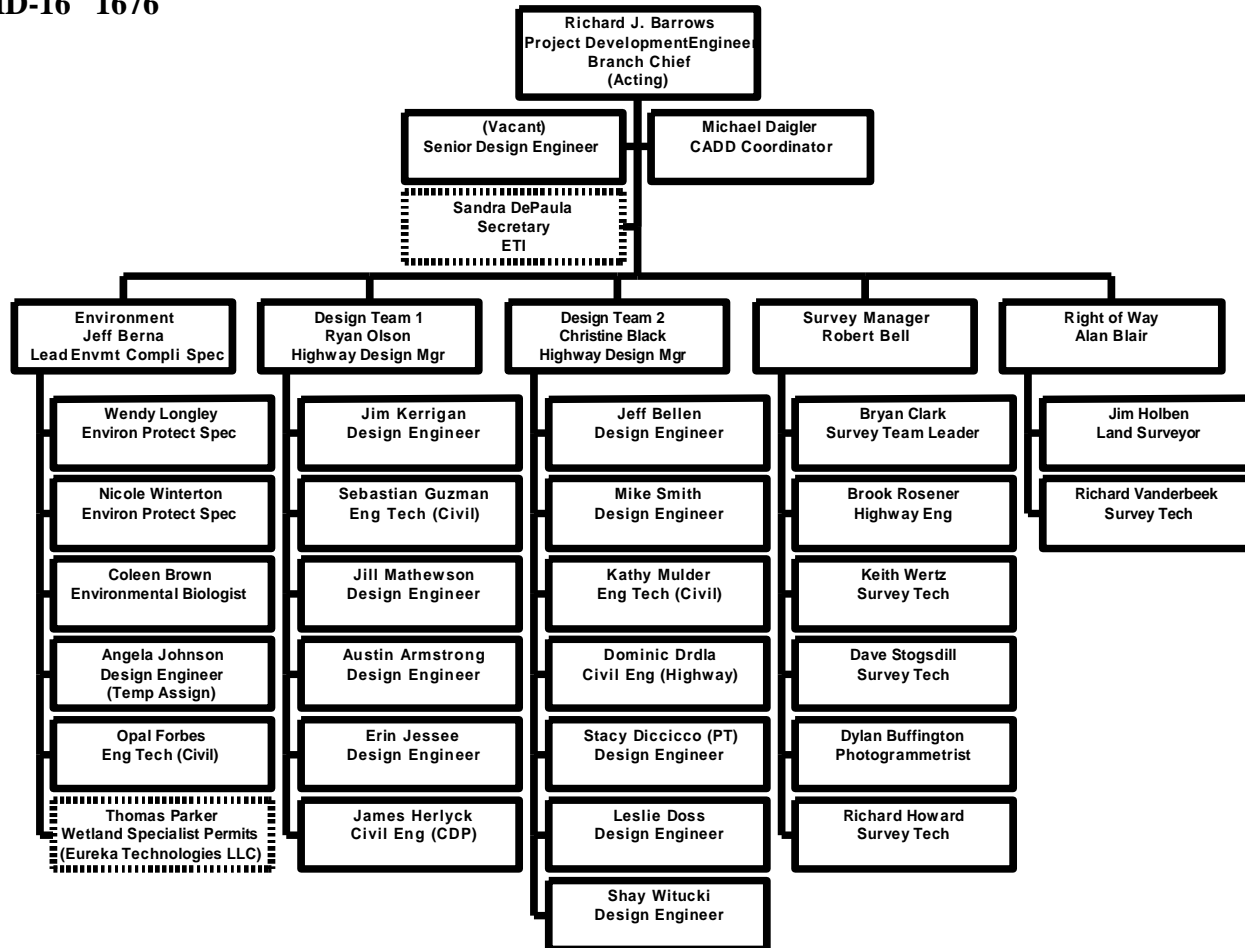 1676
Richard J. Barrows
Project DevelopmentEngineer
Branch Chief
(Acting)
(Vacant)
Senior Design Engineer
Michael Daigler
CADD Coordinator
Sandra DePaula
Secretary
ETI
Environment
Jeff Berna
Lead Envmt Compli Spec
Design Team 1
Ryan Olson
Highway Design Mgr
Design Team 2
Christine Black
Highway Design Mgr
Survey Manager
Robert Bell
Right of Way
Alan Blair
Wendy Longley
Environ Protect Spec
Nicole Winterton
Environ Protect Spec
Coleen Brown
Environmental Biologist
Angela Johnson
Design Engineer
(Temp Assign)
Opal Forbes
Eng Tech (Civil)
Thomas Parker
Wetland Specialist Permits
(Eureka Technologies LLC)
Jim Kerrigan
Design Engineer
Sebastian Guzman
Eng Tech (Civil)
Jill Mathewson
Design Engineer
Austin Armstrong
Design Engineer
Erin Jessee
Design Engineer
James Herlyck
Civil Eng (CDP)
Jeff Bellen
Design Engineer
Mike Smith
Design Engineer
Kathy Mulder
Eng Tech (Civil)
Dominic Drdla
Civil Eng (Highway)
Stacy Diccicco (PT)
Design Engineer
Leslie Doss
Design Engineer
Shay Witucki
Design Engineer
Bryan Clark
Survey Team Leader
Brook Rosener
Highway Eng
Keith Wertz
Survey Tech
Dave Stogsdill
Survey Tech
Dylan Buffington
Photogrammetrist
Richard Howard
Survey Tech
Jim Holben
Land Surveyor
Richard Vanderbeek
Survey Tech